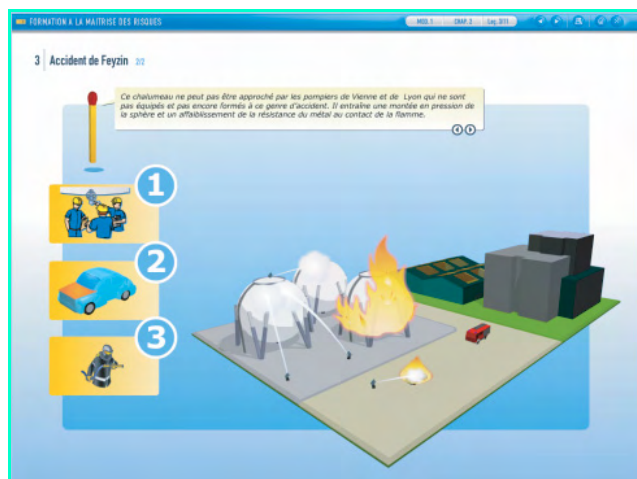 FORMATION A LA MAITRISE DES RISQUES
MOD. 1 CHAP. 2 Leç. 3/11
3 Accident de Feyzin 2/2
Ce chalumeau ne peut pas être approché par les pompiers de Vienne et de Lyon qui ne sont
pas équipés et pas encore formés à ce genre d'accident. Il entraîne une montée en pression de
la sphère et un affaiblissement de la résistance du métal au contact de la flamme.
1
2
3